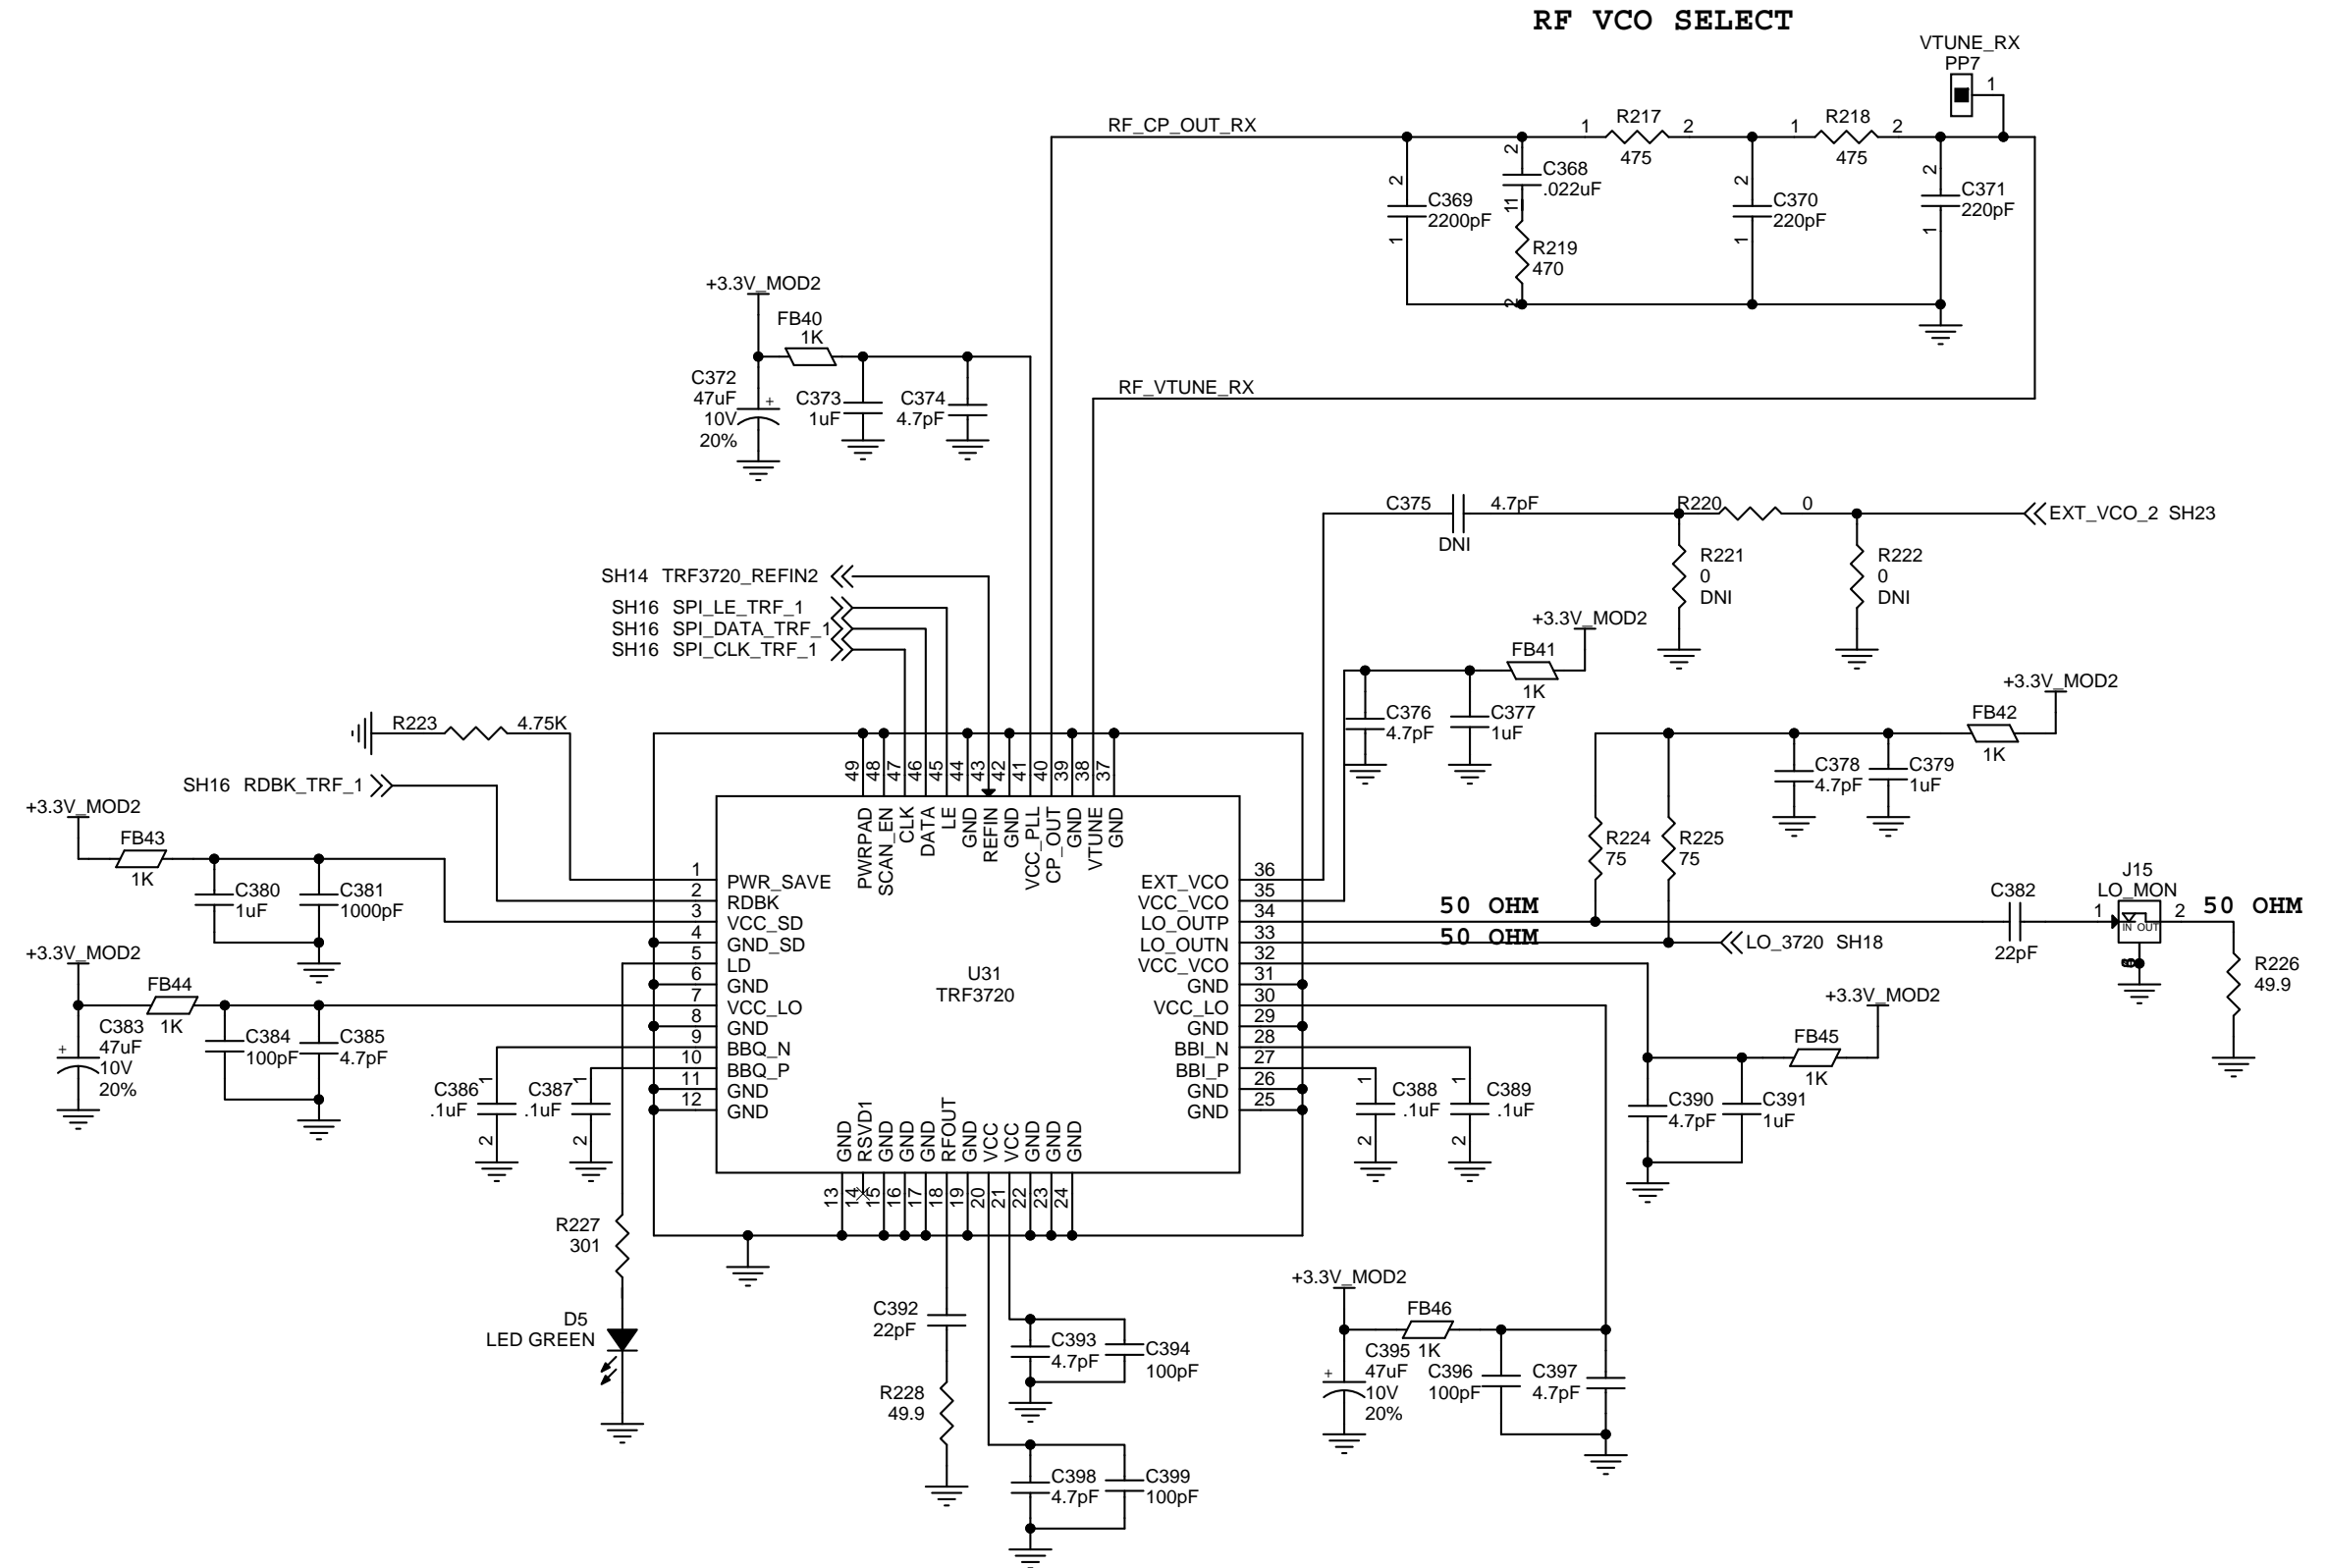 RF VCO SELECT
VTUNE_RX
PP7
1
RF_CP_OUT_RX
1
R217
2
475
1
R218
2
475
2
C369
2200pF
1
2
C368
.022uF
11
R219
470
2
2
C370
220pF
1
2
C371
220pF
1
+3.3V_MOD2
FB40
1K
C372
47uF
10V
20%
+
C373
1uF
C374
4.7pF
RF_VTUNE_RX
C375
4.7pF
DNI
R220
0
EXT_VCO_2 SH23
R221
0
DNI
R222
0
DNI
SH14 TRF3720_REFIN2
SH16 SPI_LE_TRF_1
SH16 SPI_DATA_TRF_1
SH16 SPI_CLK_TRF_1
+3.3V_MOD2
FB41
1K
C376
4.7pF
C377
1uF
+3.3V_MOD2
FB42
1K
C378
4.7pF
C379
1uF
R224
75
R225
75
R223
4.75K
SH16 RDBK_TRF_1
+3.3V_MOD2
FB43
1K
C380
1uF
C381
1000pF
+3.3V_MOD2
FB44
1K
+
C383
47uF
10V
20%
C384
100pF
C385
4.7pF
49
48
47
46
45
44
43
42
41
40
39
38
37
PWRPAD
SCAN_EN
CLK
DATA
LE
GND
REFIN
GND
VCC_PLL
CP_OUT
GND
VTUNE
GND
1 PWR_SAVE
2 RDBK
3 VCC_SD
4 GND_SD
5 LD
6 GND
7 VCC_LO
8 GND
9 BBQ_N
10 BBQ_P
11 GND
12 GND
U31
TRF3720
EXT_VCO 36
VCC_VCO 35
LO_OUTP 34
LO_OUTN 33
VCC_VCO 32
GND 31
VCC_LO 30
GND 29
BBI_N 28
BBI_P 27
GND 26
GND 25
GND
RSVD1
GND
GND
GND
RFOUT
GND
VCC
VCC
GND
GND
GND
13
14
15
16
17
18
19
20
21
22
23
24
50 OHM
50 OHM
LO_3720 SH18
C382
22pF
J15
LO_MON
1
IN OUT
2
50 OHM
R226
49.9
+3.3V_MOD2
FB45
1K
C390
4.7pF
C391
1uF
C386
.1uF
1
2
C387
.1uF
1
2
1
C388
.1uF
2
1
C389
.1uF
2
R227
301
D5
LED GREEN
C392
22pF
R228
49.9
C393
4.7pF
C394
100pF
C398
4.7pF
C399
100pF
+3.3V_MOD2
FB46
1K
+
C395
47uF
10V
20%
C396
100pF
C397
4.7pF